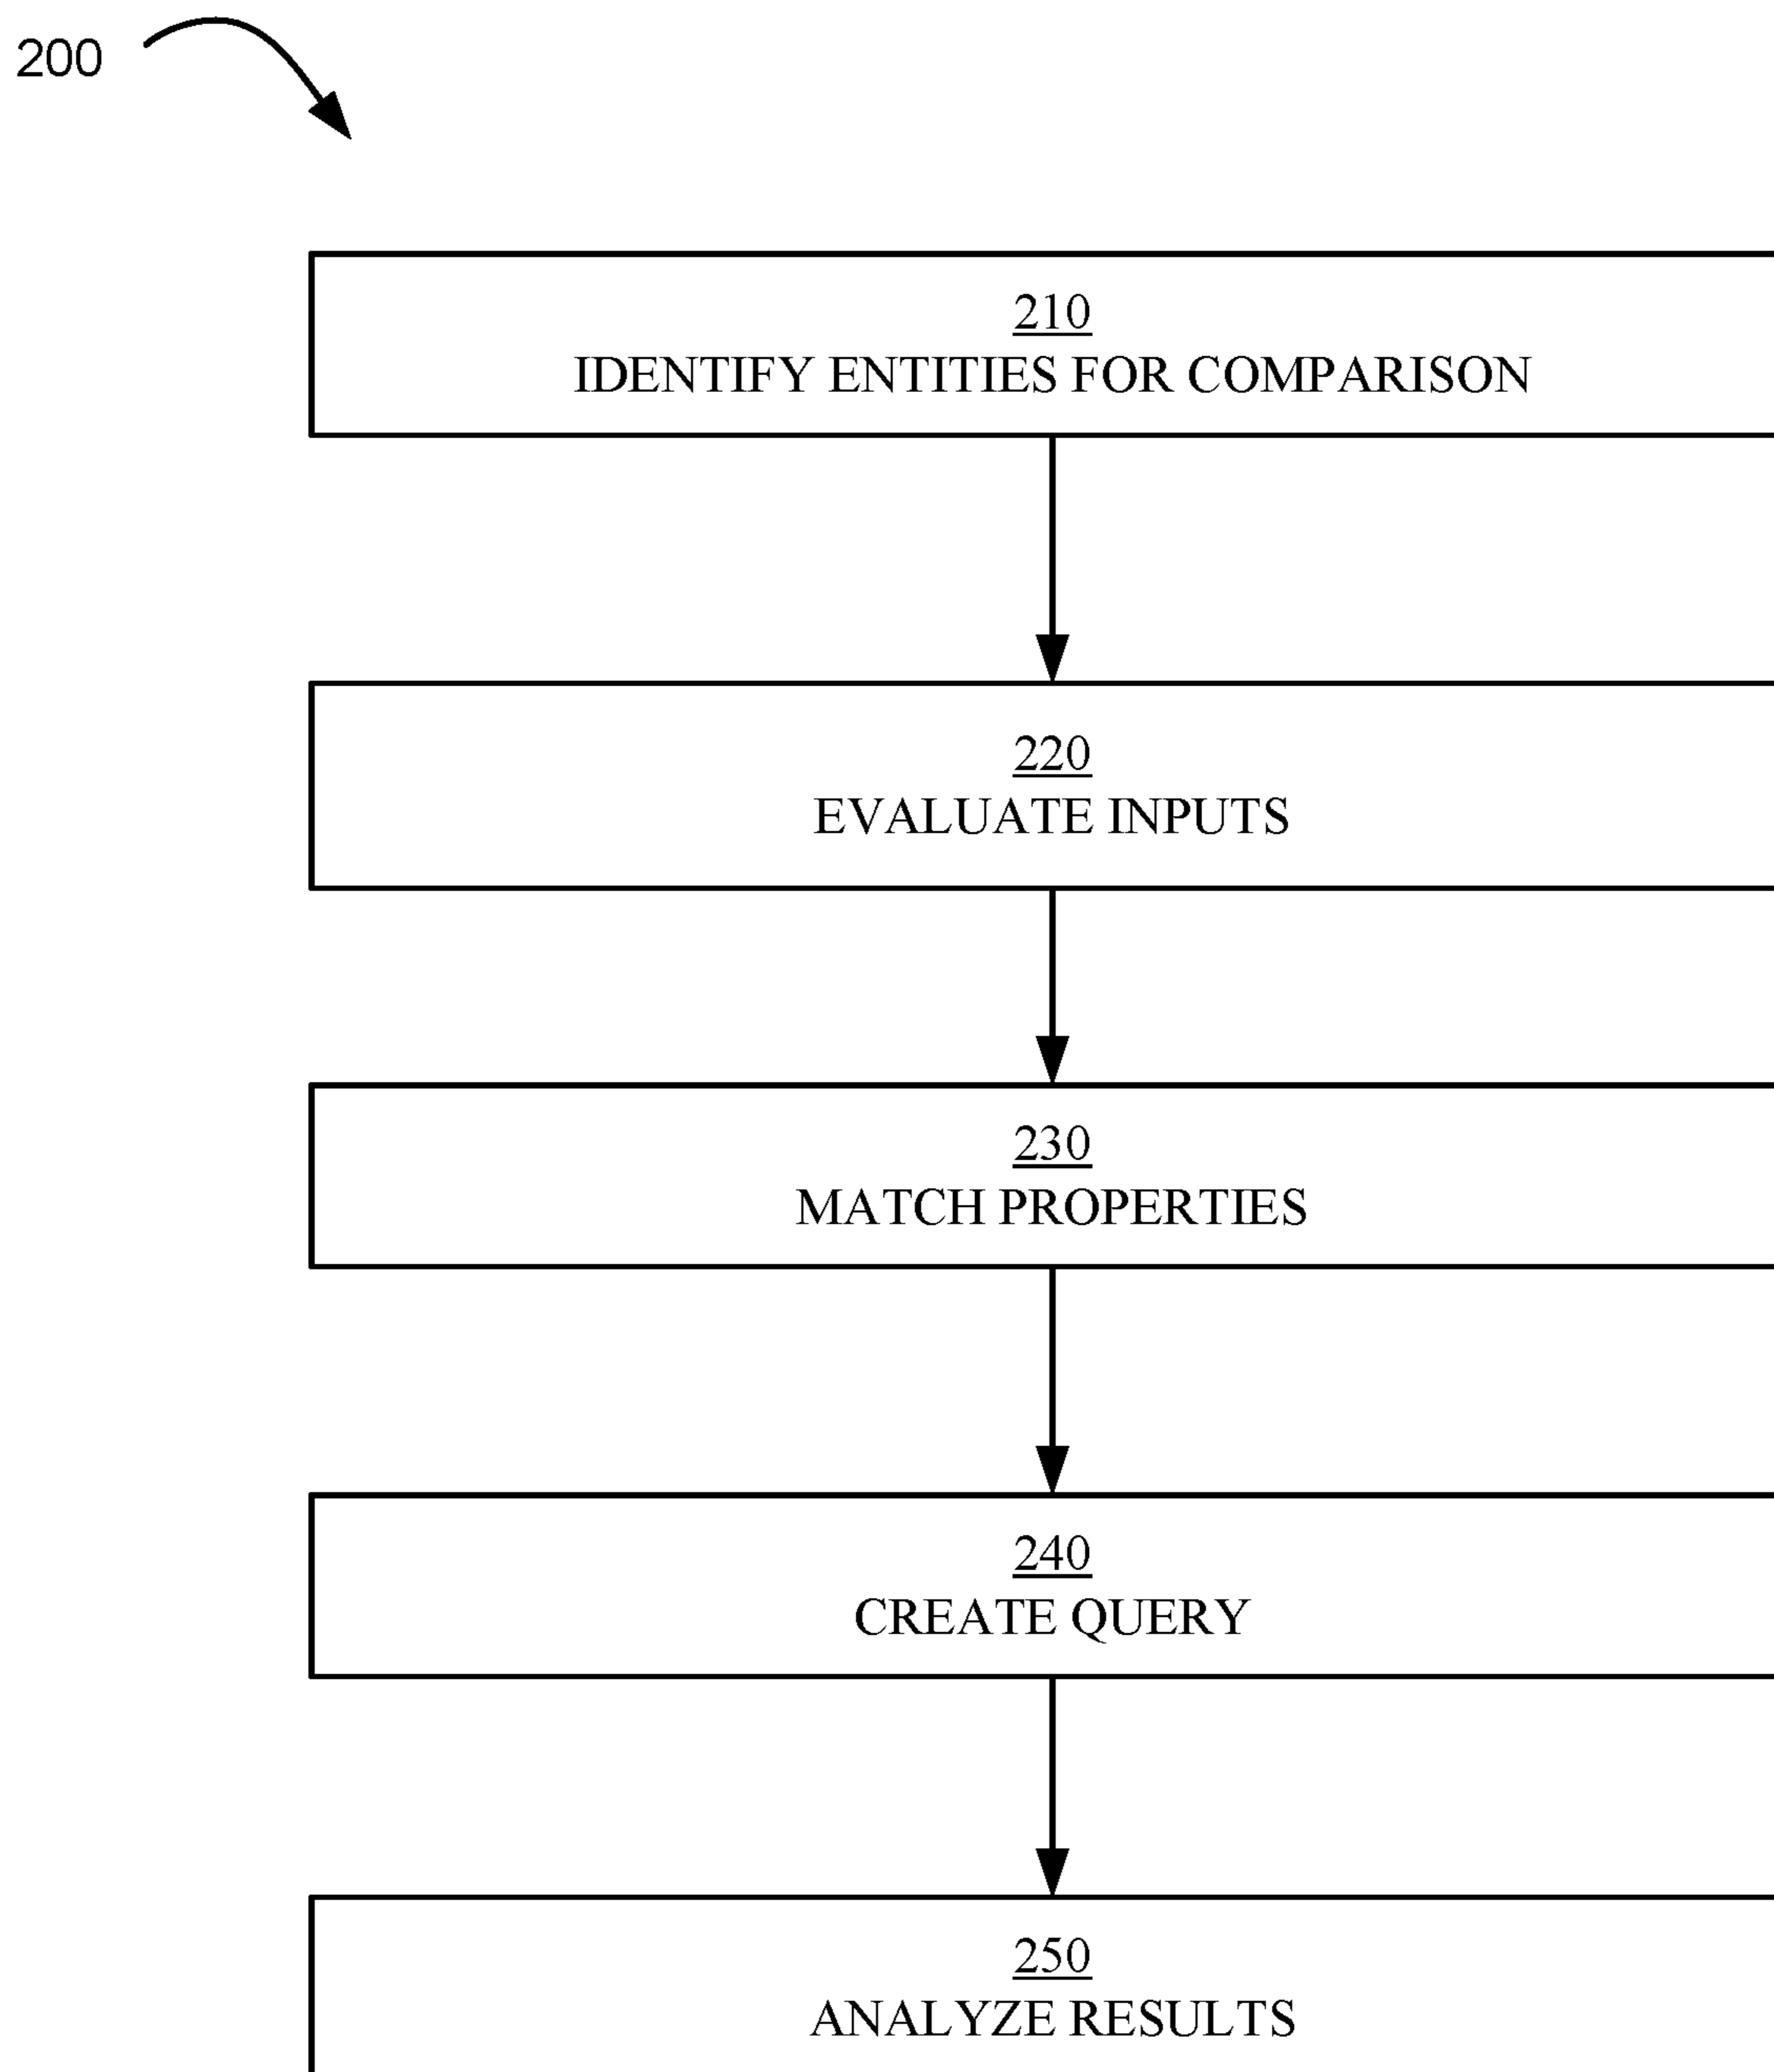 200
210
IDENTIFY ENTITIES FOR COMPARISON
220
EVALUATE INPUTS
230
MATCH PROPERTIES
240
CREATE QUERY
250
ANALYZE RESULTS